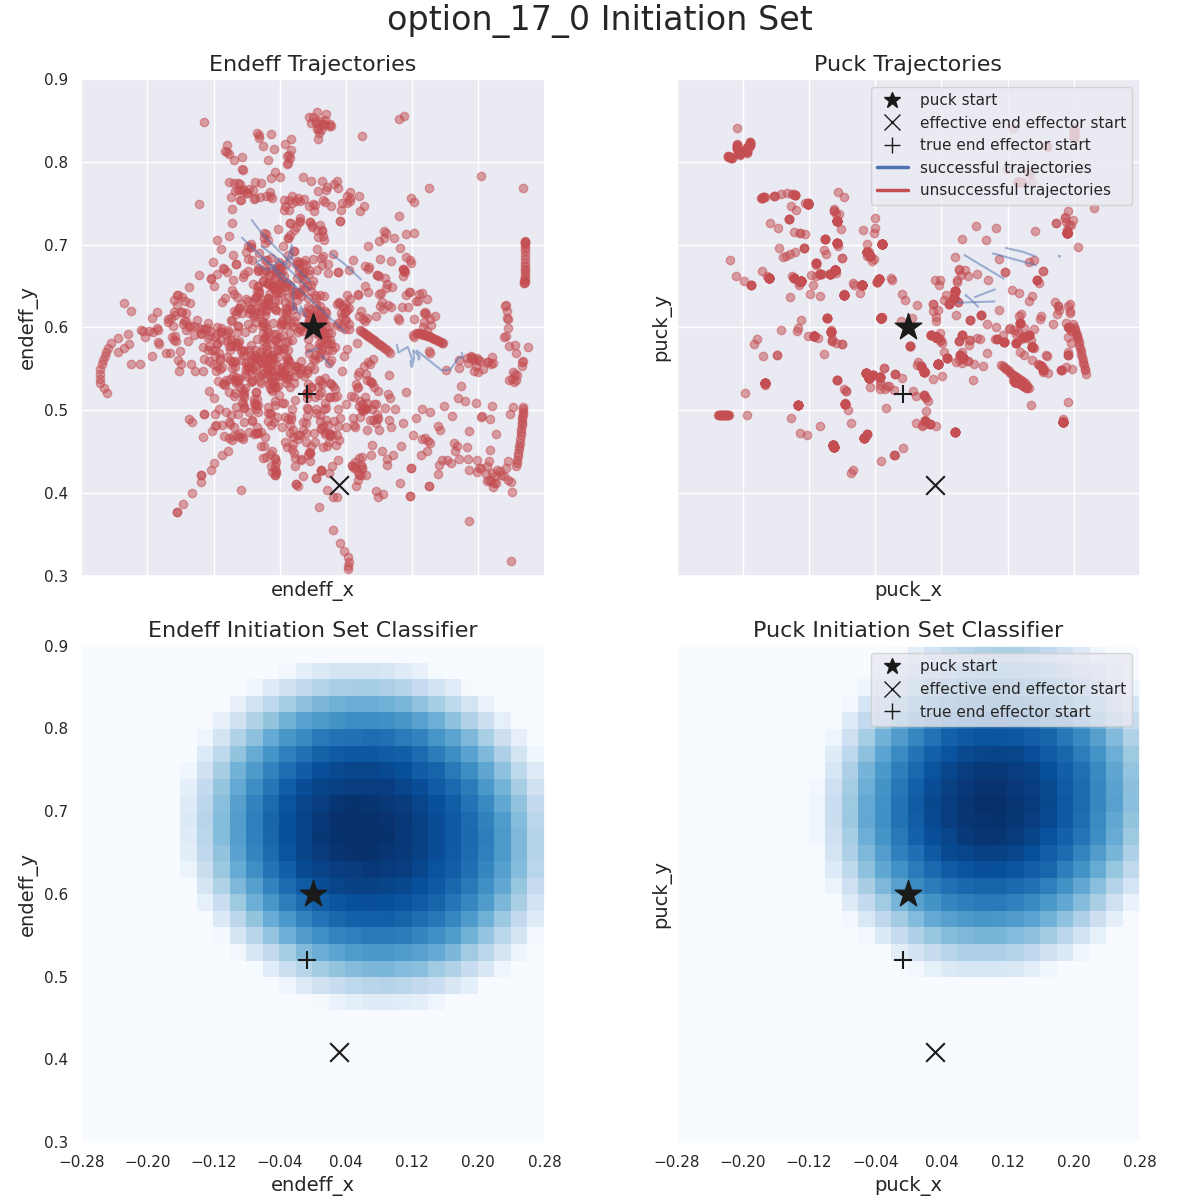 option_17_0 Initiation Set
Endeff Trajectories
Puck Trajectories
0.9
0.8
0.7
0.6
0.5
0.4
0.3
endeff_y
endeff_x
puck_y
puck_x
puck start
effective end effector start
true end effector start
successful trajectories
unsuccessful trajectories
Endeff Initiation Set Classifier
Puck Initiation Set Classifier
0.9
0.8
0.7
0.6
0.5
0.4
0.3
endeff_y
puck_y
puck start
effective end effector start
true end effector start
−0.28 −0.20 −0.12 −0.04 0.04 0.12 0.20 0.28
endeff_x
−0.28 −0.20 −0.12 −0.04 0.04 0.12 0.20 0.28
puck_x